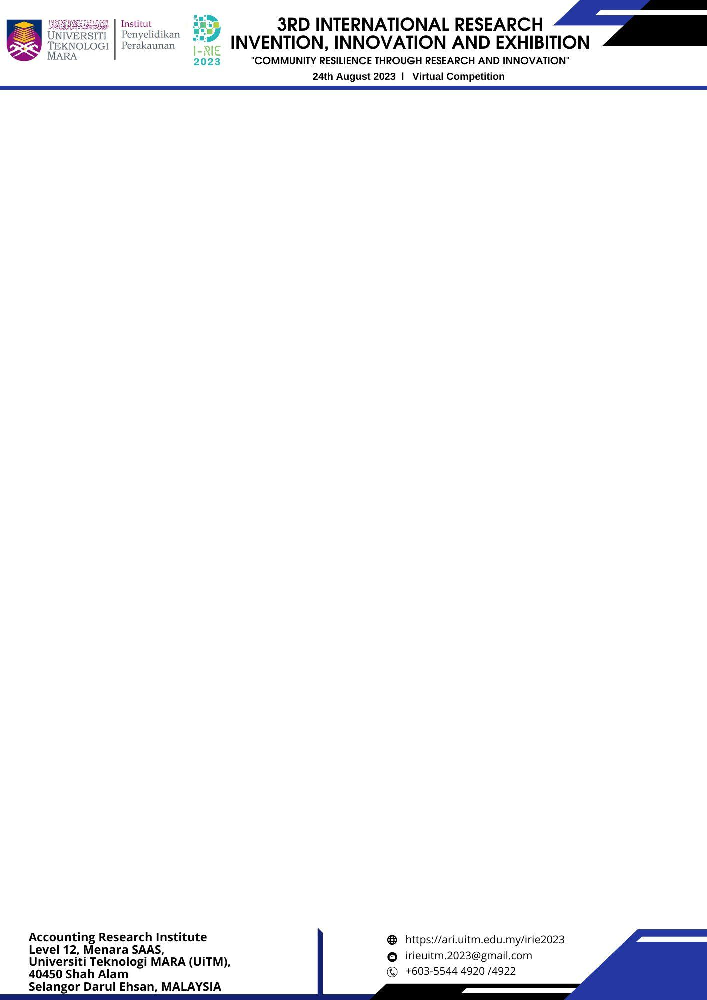 اونيۏرسيتي تيكنولوݢي مارا
UNIVERSITI
TEKNOLOGI
MARA
Institut
Penyelidikan
Perakaunan
I-RIE
2023
3RD INTERNATIONAL RESEARCH
INVENTION, INNOVATION AND EXHIBITION
"COMMUNITY RESILIENCE THROUGH RESEARCH AND INNOVATION"
24th August 2023 l Virtual Competition
Accounting Research Institute
Level 12, Menara SAAS,
Universiti Teknologi MARA (UiTM),
40450 Shah Alam
Selangor Darul Ehsan, MALAYSIA
https://ari.uitm.edu.my/irie2023
irieuitm.2023@gmail.com
+603-5544 4920 /4922